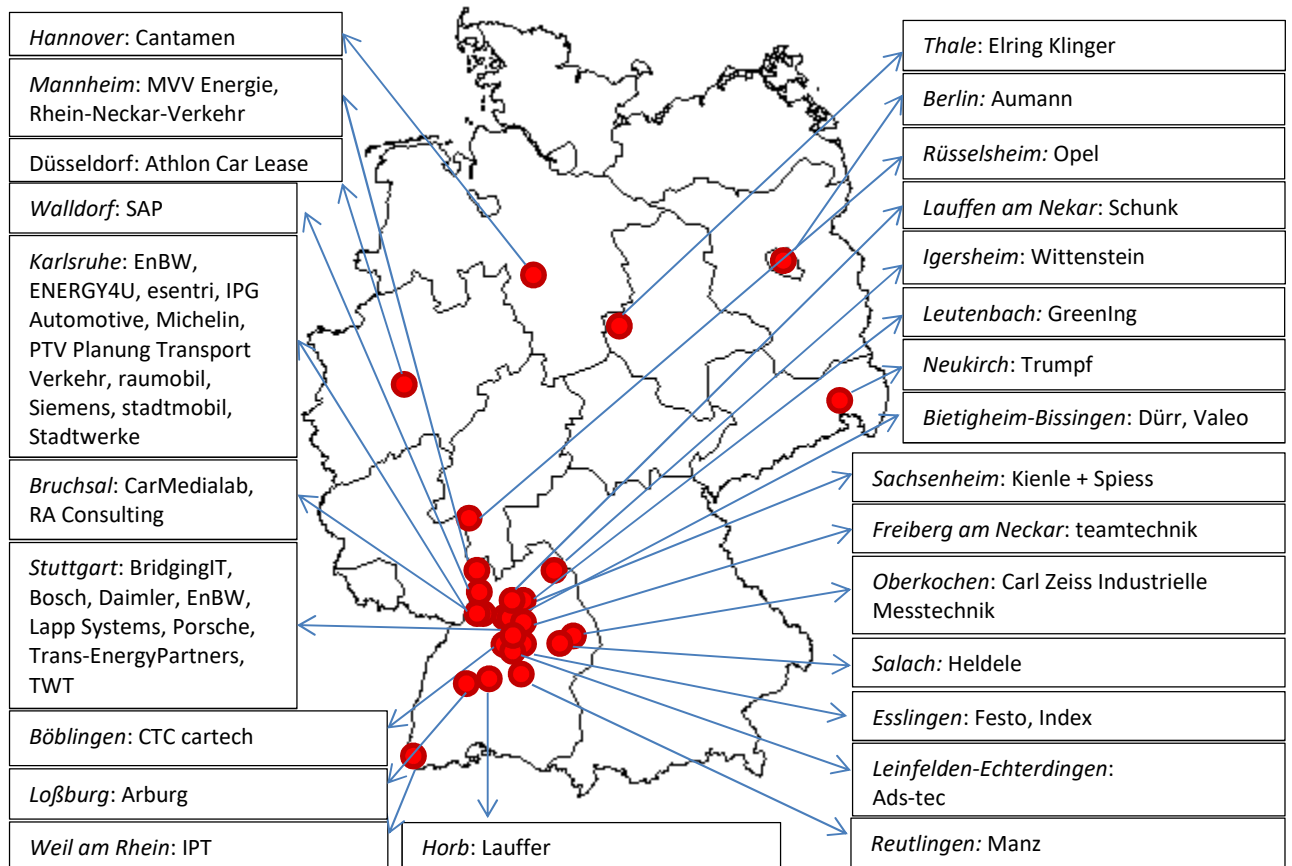 Hannover: Cantamen
Mannheim: MVV Energie,
Rhein-Neckar-Verkehr
Düsseldorf: Athlon Car Lease
Walldorf: SAP
Karlsruhe: EnBW,
ENERGY4U, esentri, IPG
Automotive, Michelin,
PTV Planung Transport
Verkehr, raumobil,
Siemens, stadtmobil,
Stadtwerke
Bruchsal: CarMedialab,
RA Consulting
Stuttgart: BridgingIT,
Bosch, Daimler, EnBW,
Lapp Systems, Porsche,
Trans-EnergyPartners,
TWT
Böblingen: CTC cartech
Loßburg: Arburg
Weil am Rhein: IPT
Horb: Lauffer
Thale: Elring Klinger
Berlin: Aumann
Rüsselsheim: Opel
Lauffen am Nekar: Schunk
Igersheim: Wittenstein
Leutenbach: GreenIng
Neukirch: Trumpf
Bietigheim-Bissingen: Dürr, Valeo
Sachsenheim: Kienle + Spiess
Freiberg am Neckar: teamtechnik
Oberkochen: Carl Zeiss Industrielle
Messtechnik
Salach: Heldele
Esslingen: Festo, Index
Leinfelden-Echterdingen:
Ads-tec
Reutlingen: Manz